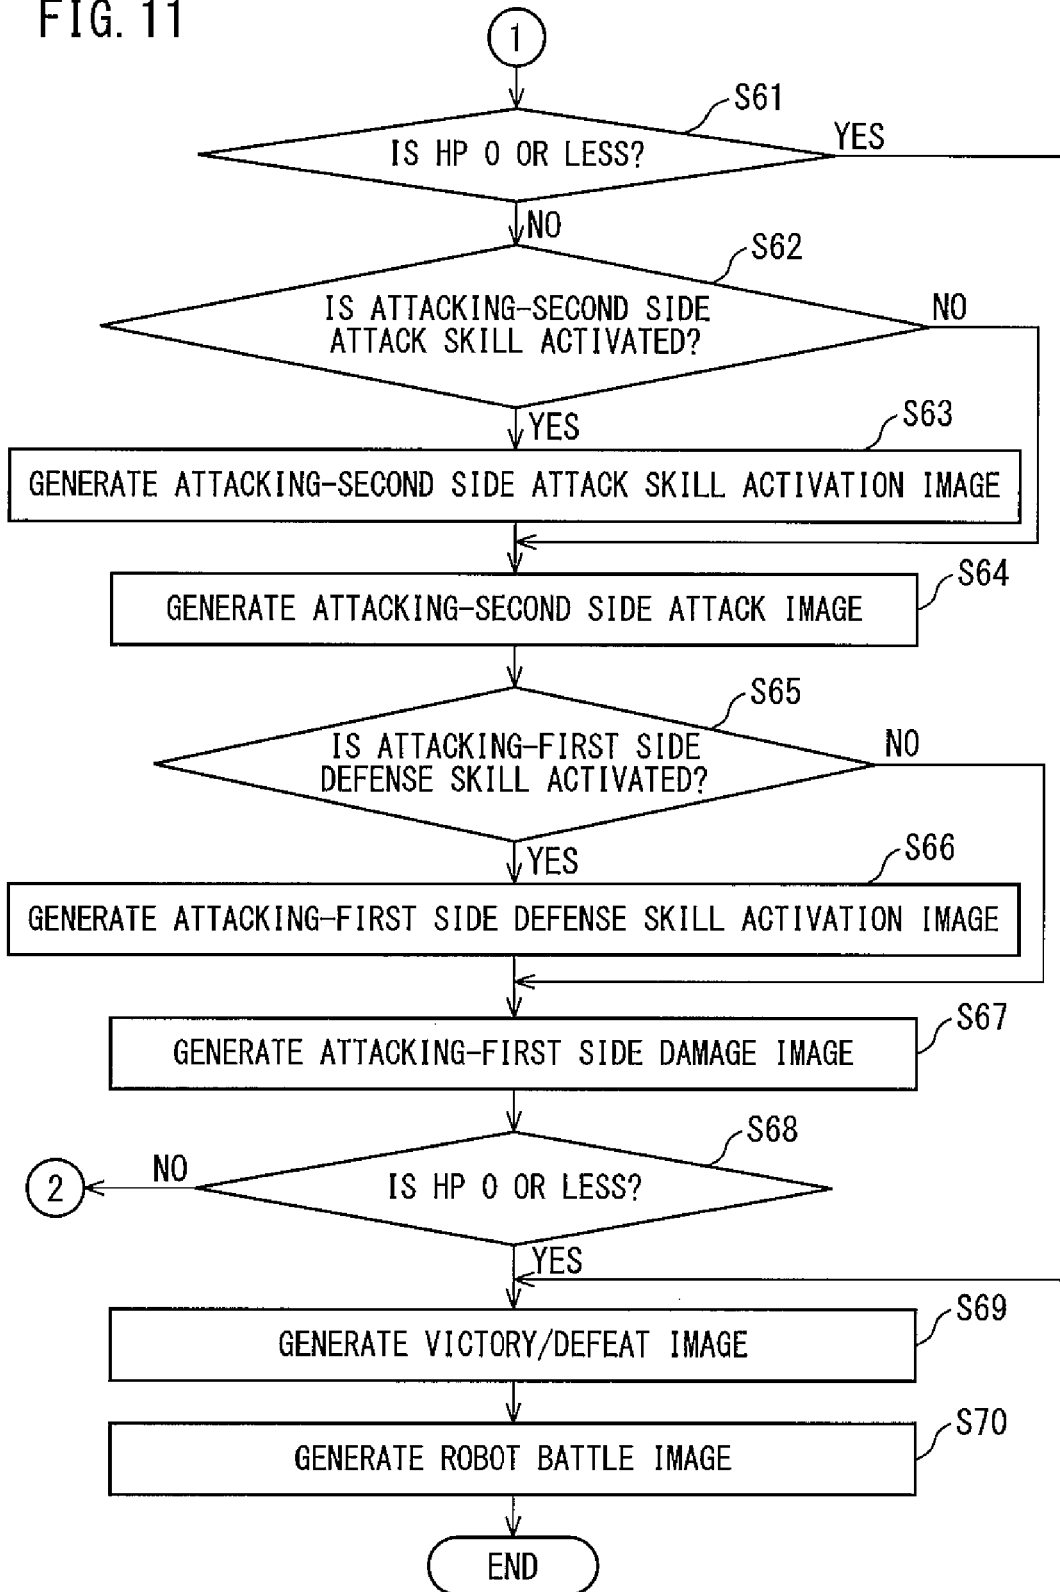 FIG. 11
1
S61
IS HP 0 OR LESS?
YES
NO
S62
IS ATTACKING-SECOND SIDE
ATTACK SKILL ACTIVATED?
NO
YES
S63
GENERATE ATTACKING-SECOND SIDE ATTACK SKILL ACTIVATION IMAGE
S64
GENERATE ATTACKING-SECOND SIDE ATTACK IMAGE
S65
IS ATTACKING-FIRST SIDE
DEFENSE SKILL ACTIVATED?
NO
YES
S66
GENERATE ATTACKING-FIRST SIDE DEFENSE SKILL ACTIVATION IMAGE
S67
GENERATE ATTACKING-FIRST SIDE DAMAGE IMAGE
S68
2
NO
IS HP 0 OR LESS?
YES
S69
GENERATE VICTORY/DEFEAT IMAGE
S70
GENERATE ROBOT BATTLE IMAGE
END